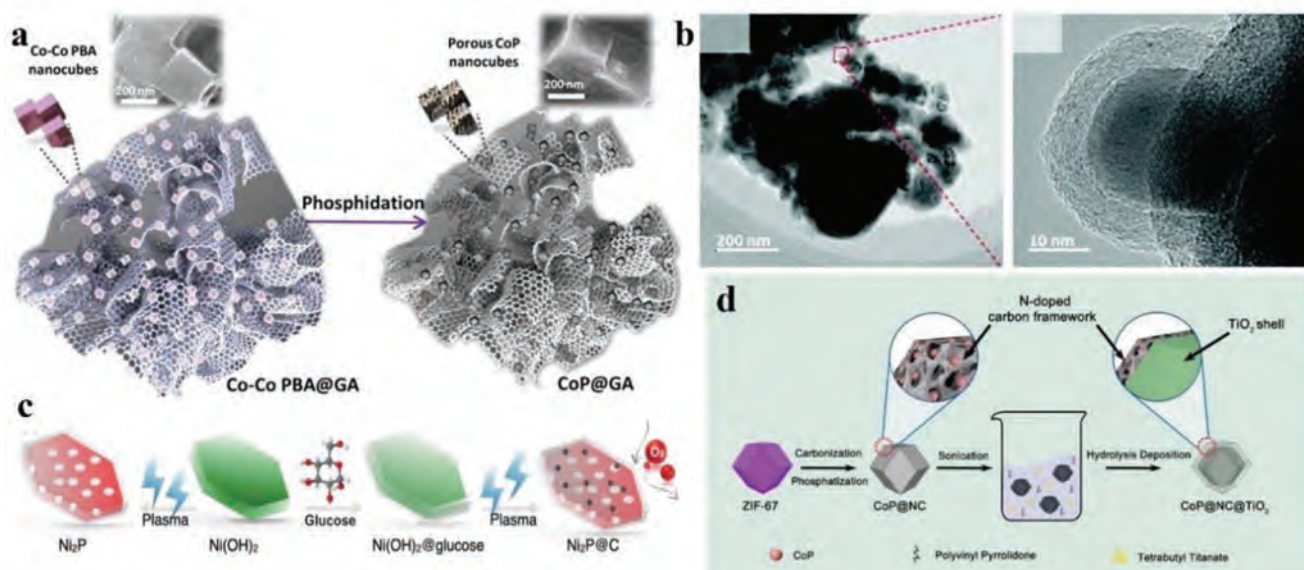 a
Co-Co PBA
nanocubes
200 nm
Porous CoP
nanocubes
200 nm
Phosphidation
Co-Co PBA@GA
CoP@GA
b
200 nm
10 nm
c
O₂
Plasma
Glucose
Plasma
Ni₂P
Ni(OH)₂
Ni(OH)₂@glucose
Ni₂P@C
d
N-doped
carbon framework
TiO₂ shell
Carbonization
Phosphatization
Sonication
Hydrolysis Deposition
ZIF-67
CoP@NC
CoP@NC@TiO₂
CoP
Polyvinyl Pyrrolidone
Tetrabutyl Titanate